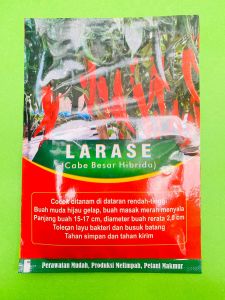 LARASE
(Cabe Besar Hibrida)
Cocok ditanam di dataran rendah-tinggi
Buah muda hijau gelap, buah masak merah menyala
Panjang buah 15-17 cm, diameter buah rerata 2,0 cm
Toleran layu bakteri dan busuk batang
Tahan simpan dan tahan kirim
Perawatan Mudah, Produksi Melimpah, Petani Makmur